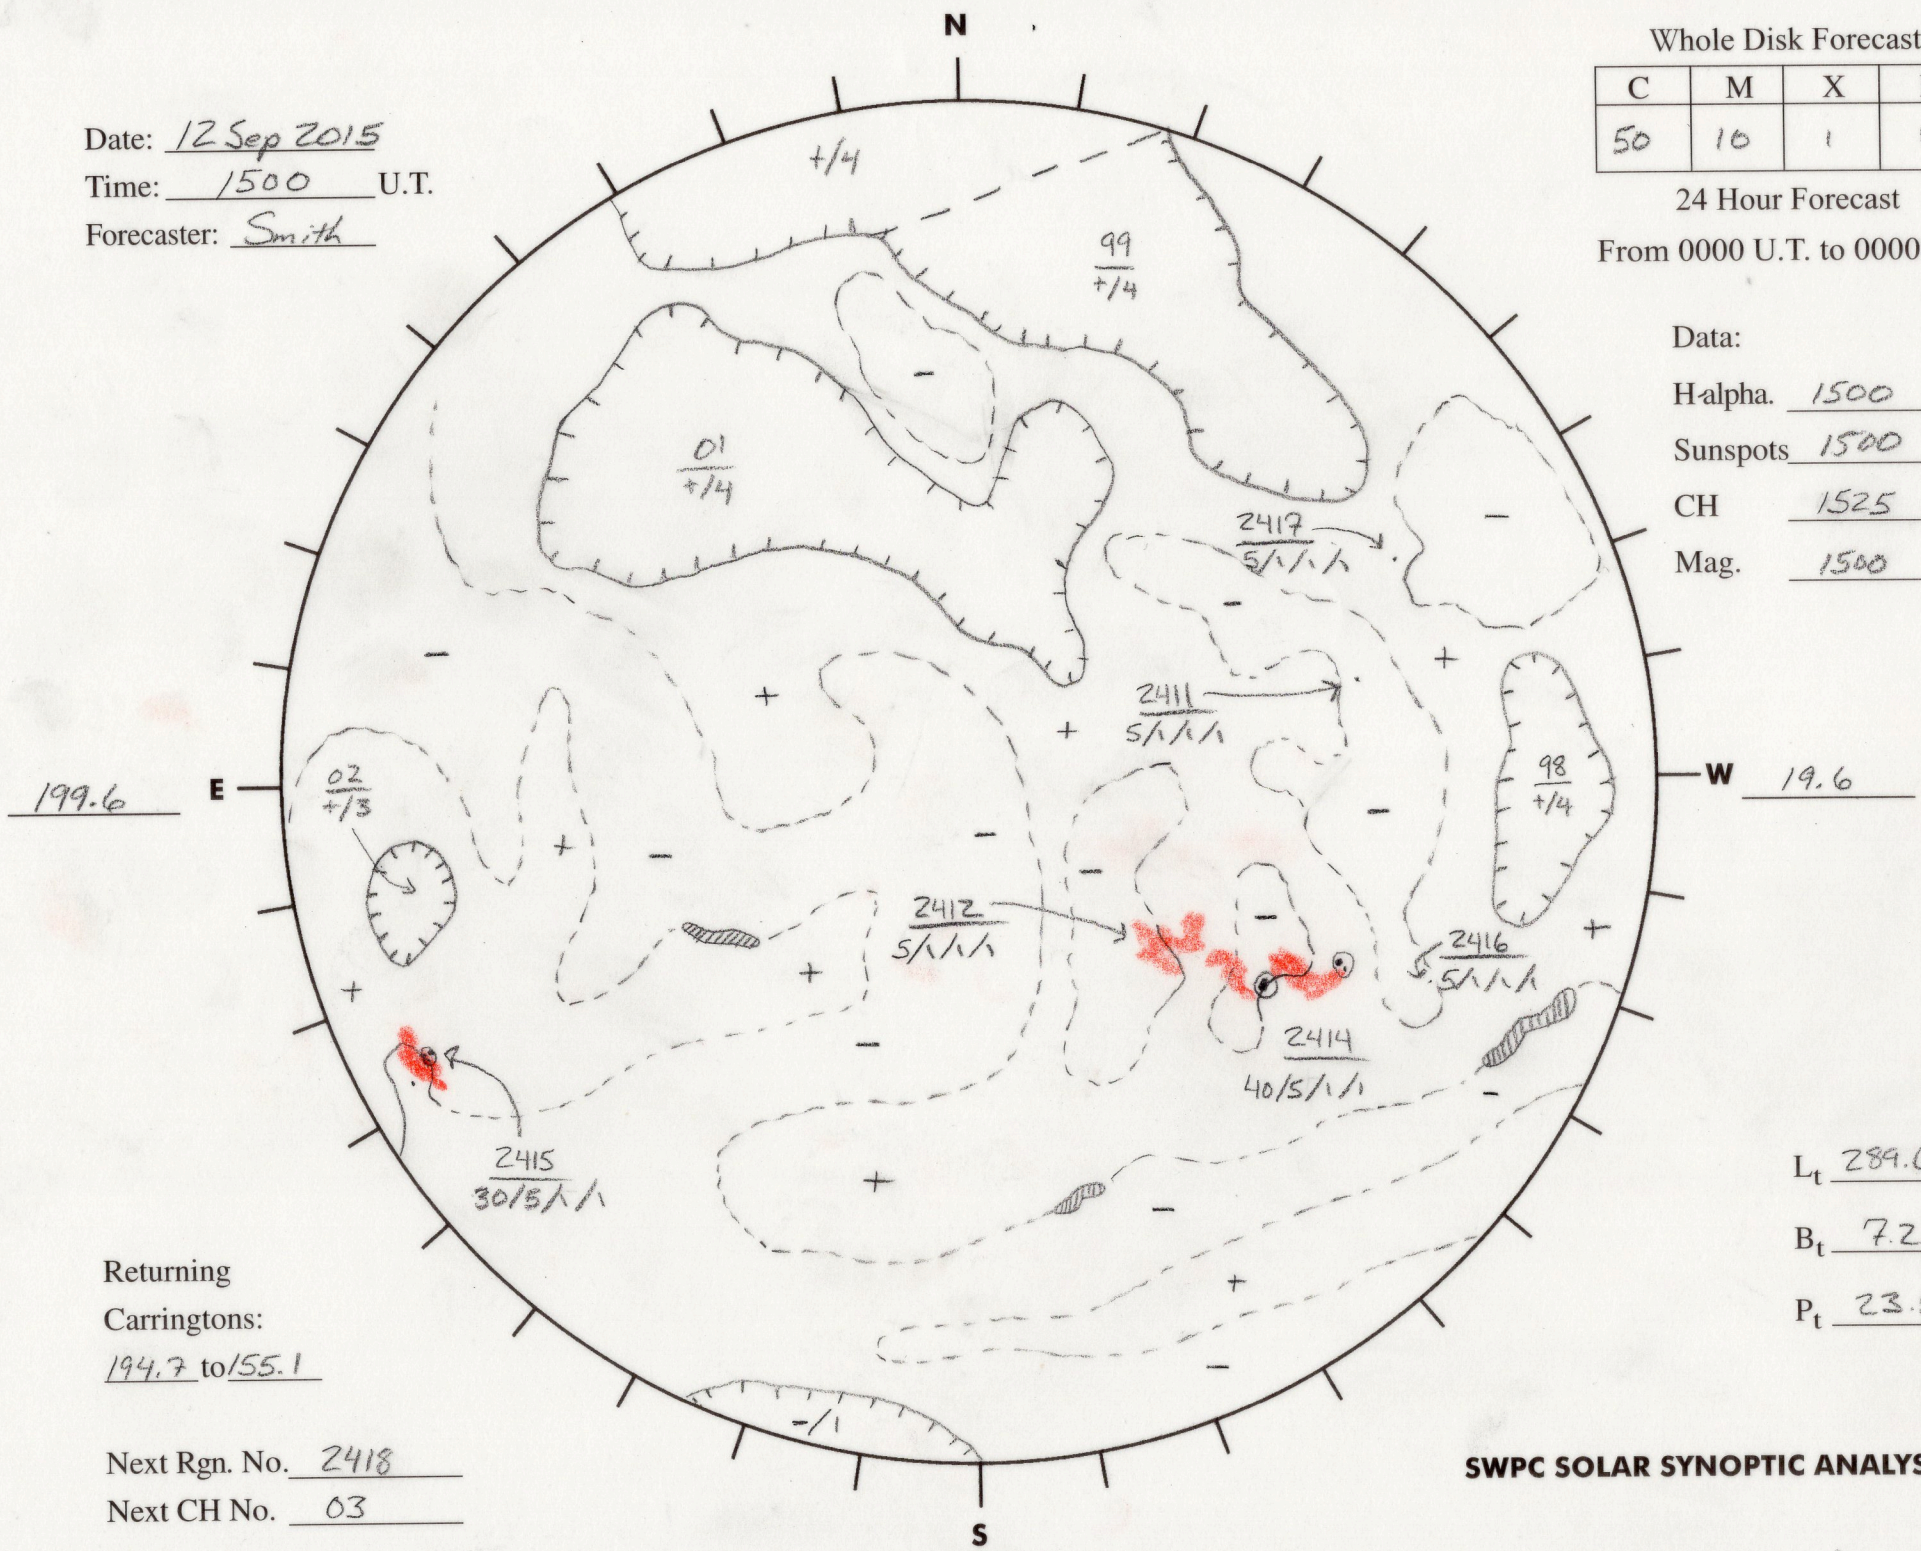 N
Whole Disk Forecast
C M X
50 10 1
24 Hour Forecast
From 0000 U.T. to 0000
Date: 12 Sep 2015
Time: 1500 U.T.
Forecaster: Smith
+/4
99
+/4
Data:
H-alpha. 1500
Sunspots 1500
CH 1525
Mag. 1500
01
+/4
-
-
2417
5/\/\/\
-
-
+
+
2411
5/\/\/\
+
02
+/3
98
+/4
199.6 E
W 19.6
+
-
-
-
-
2412
5/\/\/\
-
+
2416
5/\/\/\
+
+
-
2414
40/5/\/\
-
2415
30/5/\/\
+
-
Lt 289.
Bt 7.2
Pt 23.
+
-
Returning
Carringtons:
194.7 to 155.1
-/1
Next Rgn. No. 2418
Next CH No. 03
SWPC SOLAR SYNOPTIC ANALYS
S